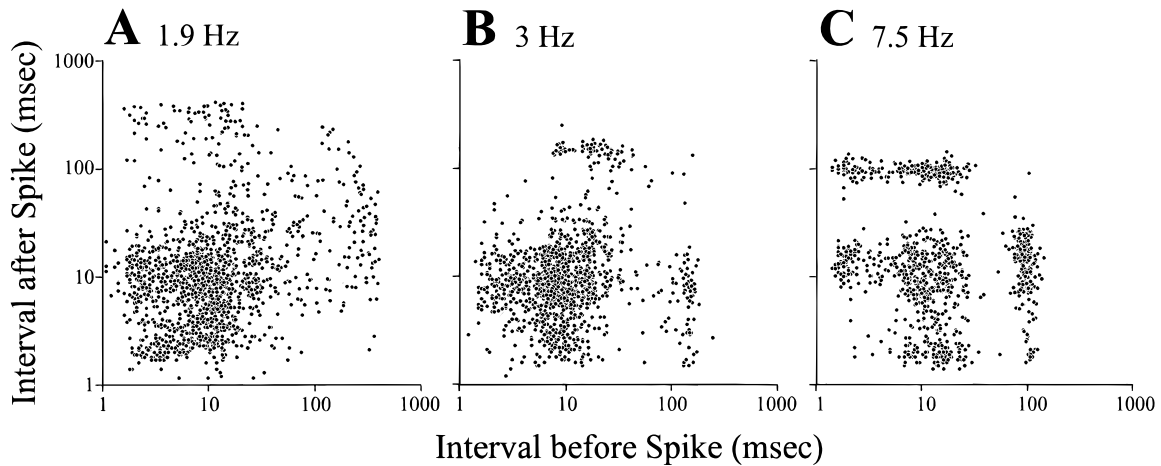 A 1.9 Hz
B 3 Hz
C 7.5 Hz
Interval after Spike (msec)
1000
100
10
1
1 10 100 1000
1 10 100 1000
1 10 100 1000
Interval before Spike (msec)